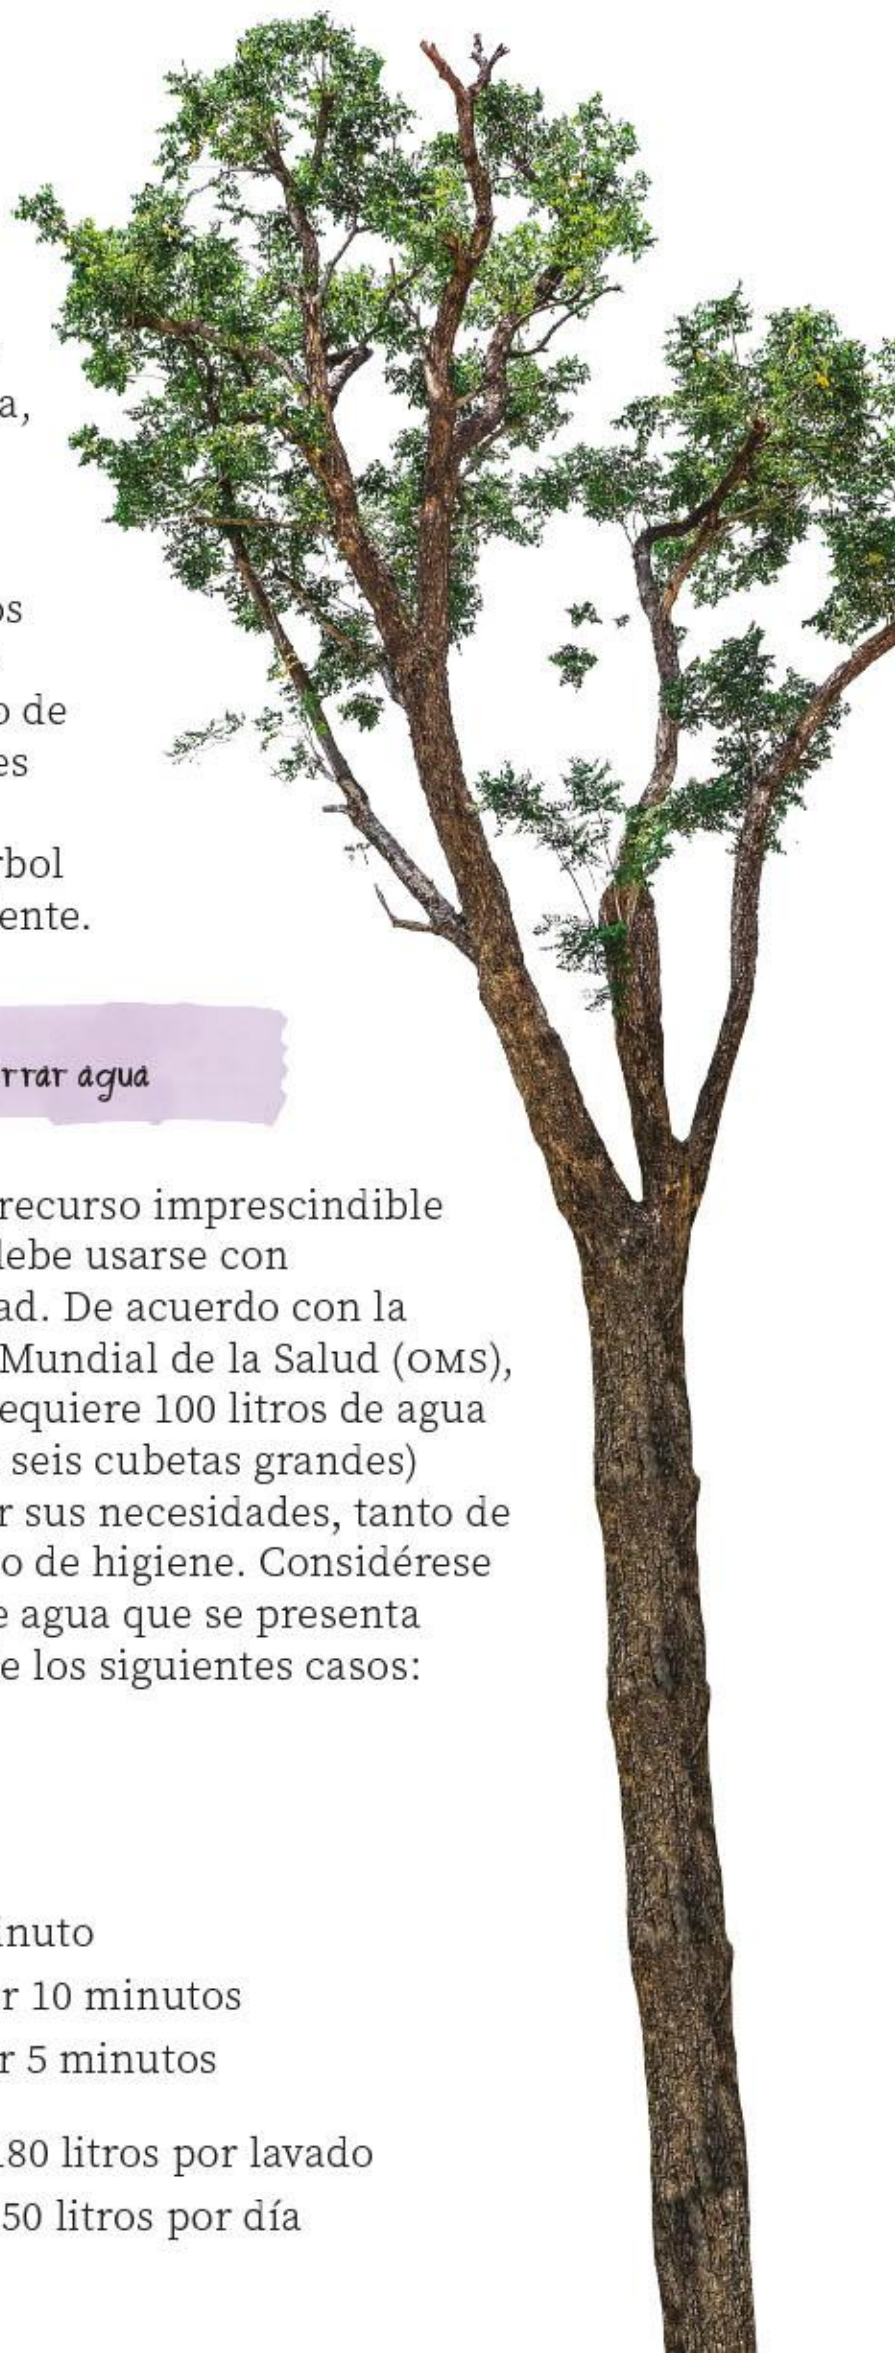 a,
os
o de
es
rbol
ente.
rrar agua
recurso imprescindible
debe usarse con
ad. De acuerdo con la
Mundial de la Salud (OMS),
equiere 100 litros de agua
seis cubetas grandes)
r sus necesidades, tanto de
o de higiene. Considérese
e agua que se presenta
e los siguientes casos:
inuto
r 10 minutos
r 5 minutos
180 litros por lavado
50 litros por día